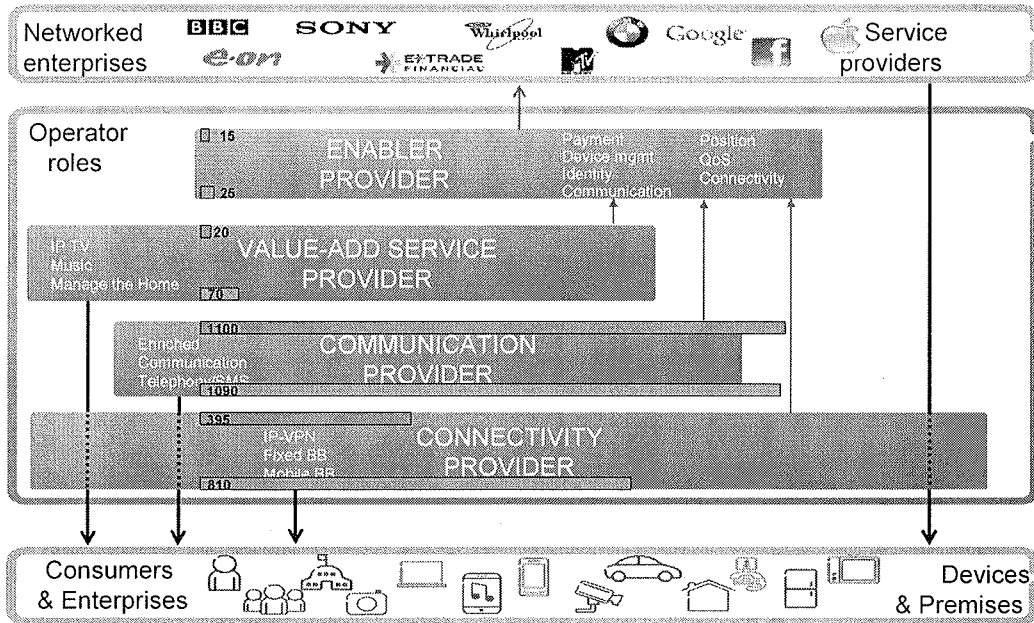 Networked
enterprises
BBC
SONY
Whirlpool
Google
Service
providers
e·on
E*TRADE
FINANCIAL
MTV
f
Operator
roles
15
ENABLER
PROVIDER
25
Payment
Device mgmt
Identity
Communication
Position
QoS
Connectivity
20
IP TV
Music
Manage the Home
VALUE-ADD SERVICE
PROVIDER
70
1100
Enriched
Communication
Telephony/SMS
COMMUNICATION
PROVIDER
1090
395
IP-VPN
Fixed BB
Mobile BB
CONNECTIVITY
PROVIDER
810
Consumers
& Enterprises
Devices
& Premises